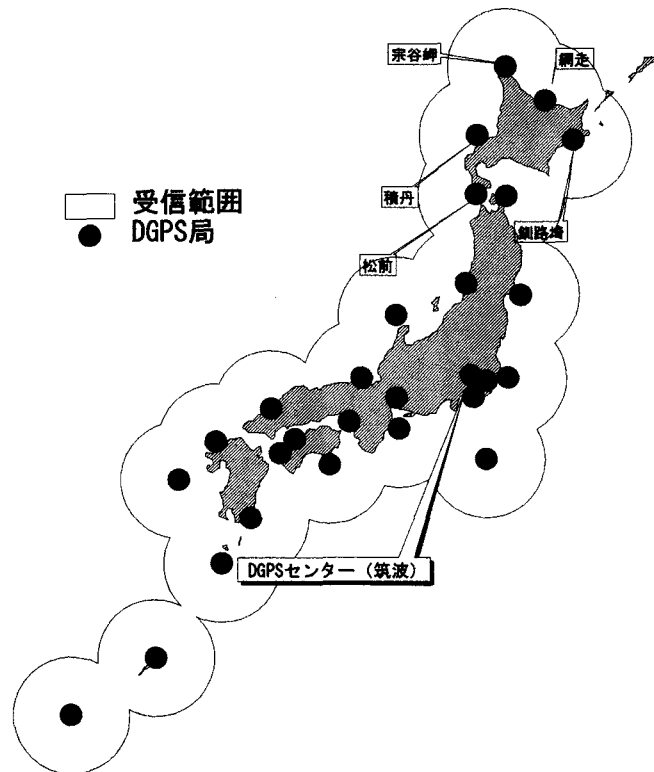 宗谷岬
網走
積丹
釧路埼
松前
受信範囲
DGPS局
DGPSセンター (筑波)